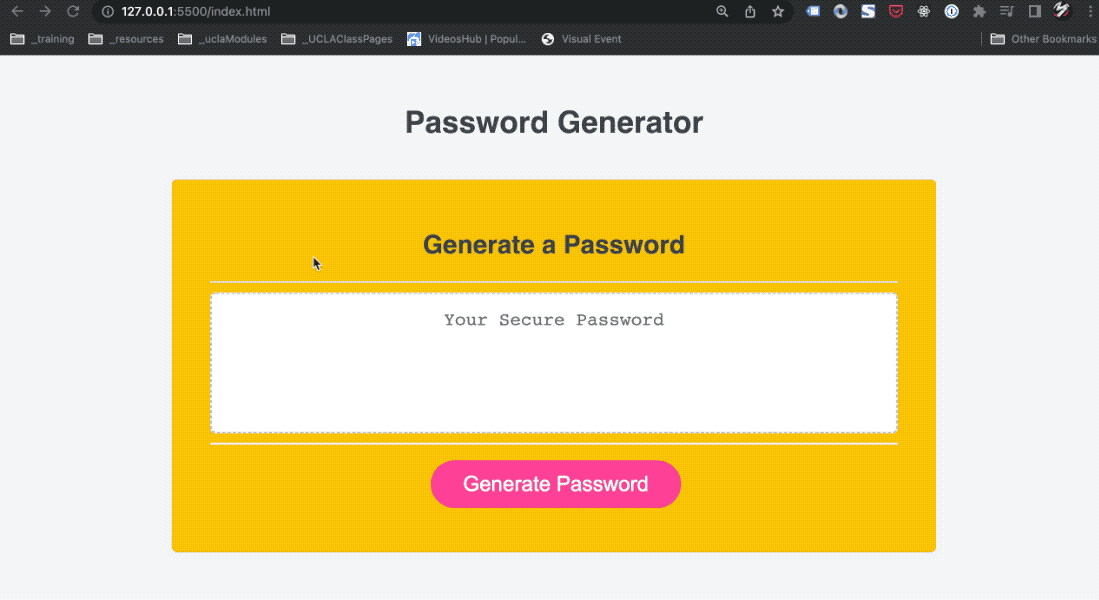 127.0.0.1:5500/index.html
_training _resources _uclaModules _UCLAClassPages VideosHub | Popul... Visual Event Other Bookmarks
Password Generator
Generate a Password
Your Secure Password
Generate Password